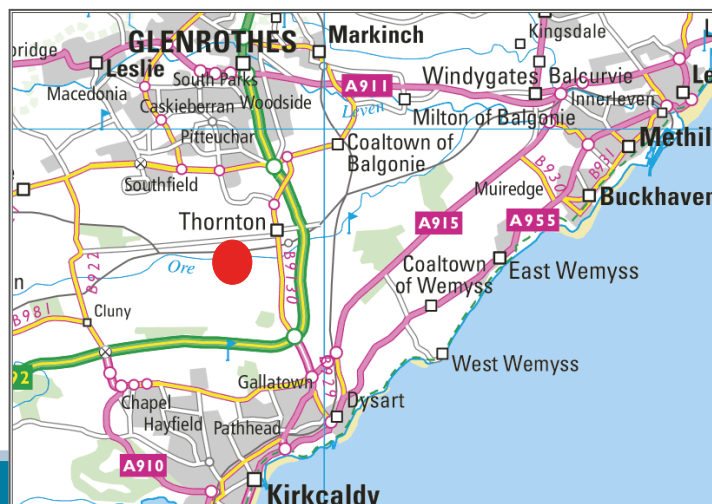 Kingsdale
Markinch
GLENROTHES
Leslie
South Parks
A911
Windygates
Balcurvie
Macedonia
Woodside
Caskieberran
Innerleven
Leven
Milton of Balgonie
Pitteuchar
Coaltown of
Balgonie
Methil
B931
B930
Southfield
Muiredge
Buckhaven
Thornton
A915
A955
B922
Ore
B9130
Coaltown
of Wemyss
East Wemyss
B981
Cluny
West Wemyss
92
Gallatown
B929
Chapel
Dysart
Hayfield
Pathhead
A910
Kirkcaldy